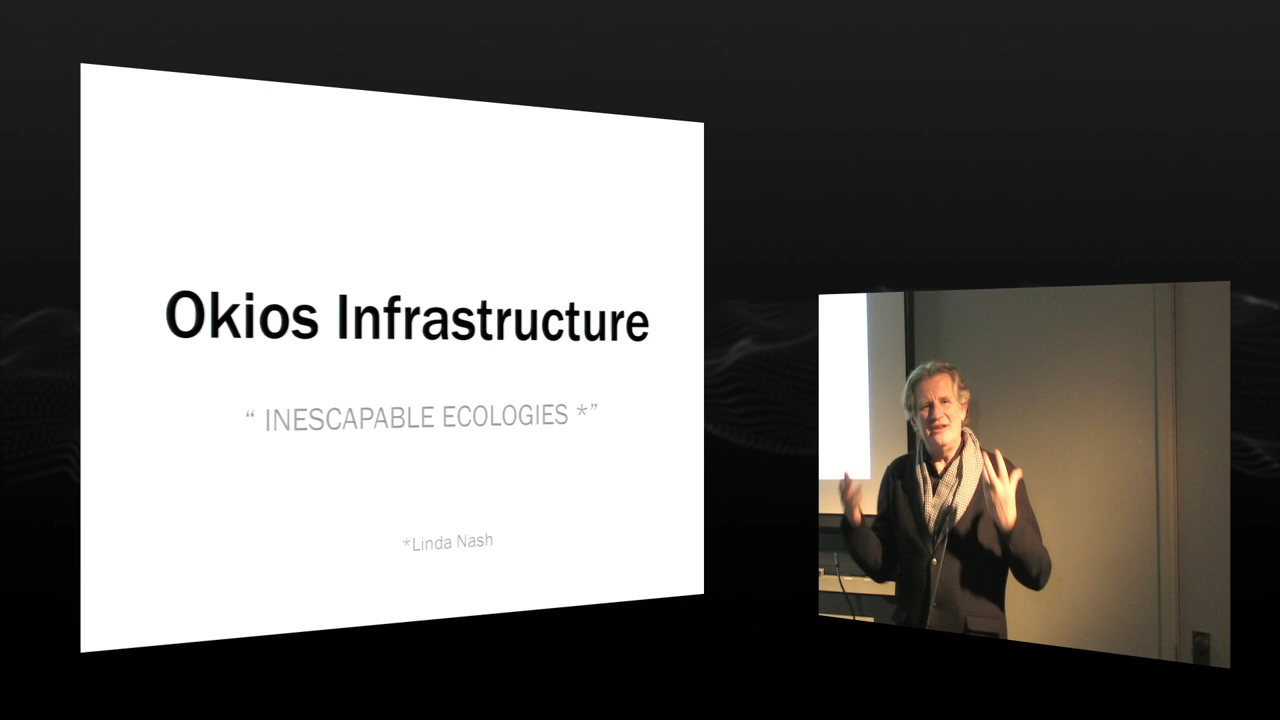 Okios Infrastructure
“ INESCAPABLE ECOLOGIES *”
*Linda Nash